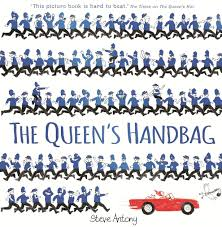 "This picture book is hard to beat." The Times on The Queen's Hat
THE QUEEN'S HANDBAG
Steve Antony